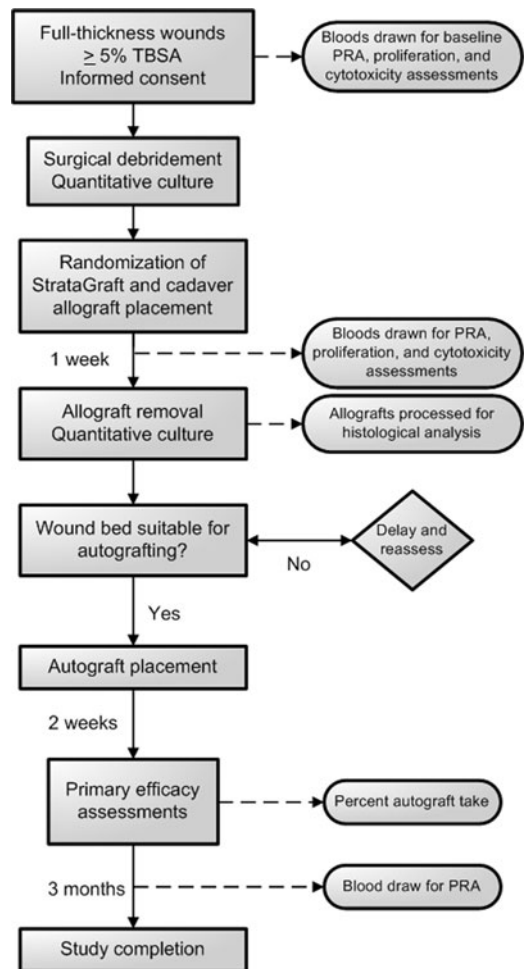 Full-thickness wounds
≥ 5% TBSA
Informed consent
Bloods drawn for baseline
PRA, proliferation, and
cytotoxicity assessments
Surgical debridement
Quantitative culture
Randomization of
StrataGraft and cadaver
allograft placement
1 week
Bloods drawn for PRA,
proliferation, and cytotoxicity
assessments
Allograft removal
Quantitative culture
Allografts processed for
histological analysis
Wound bed suitable for
autografting?
No
Delay and
reassess
Yes
Autograft placement
2 weeks
Primary efficacy
assessments
Percent autograft take
3 months
Blood draw for PRA
Study completion